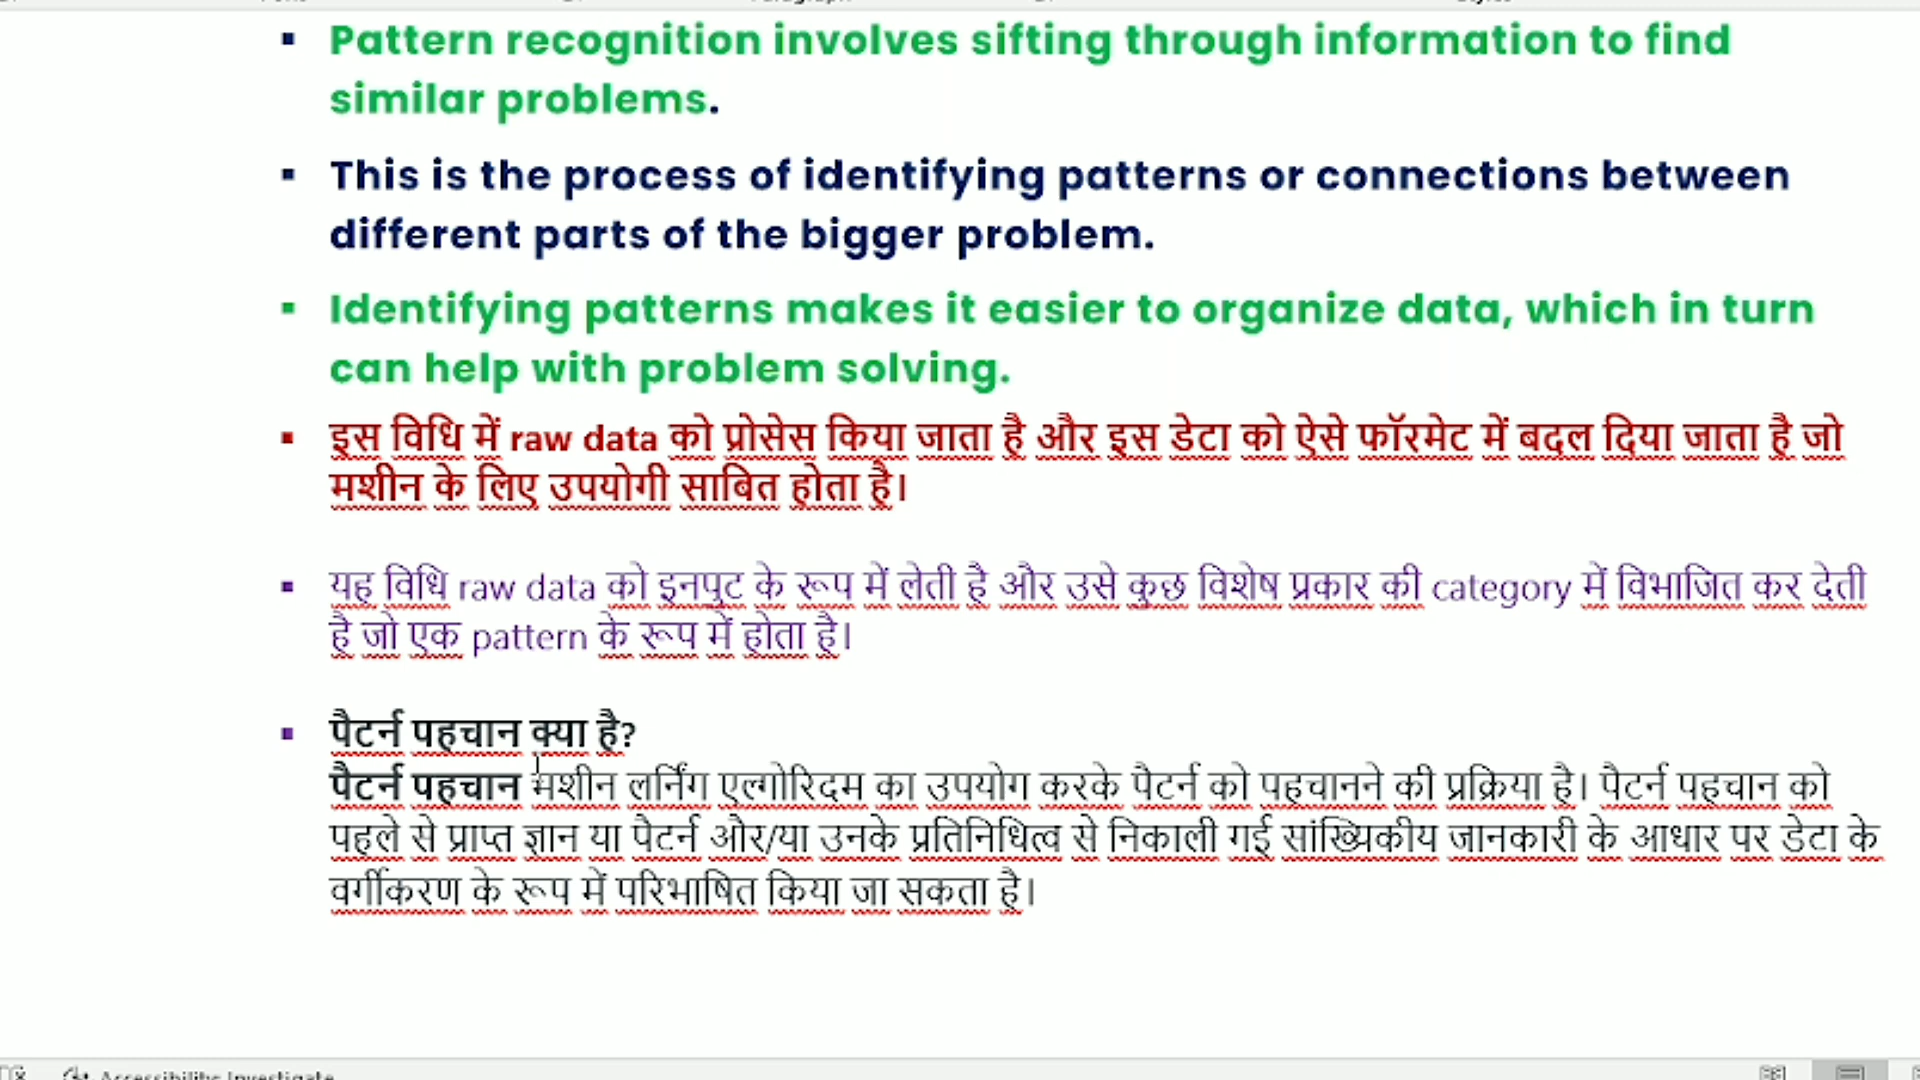 Pattern recognition involves sifting through information to find
similar problems.
This is the process of identifying patterns or connections between
different parts of the bigger problem.
Identifying patterns makes it easier to organize data, which in turn
can help with problem solving.
इस विधि में raw data को प्रोसेस किया जाता है और इस डेटा को ऐसे फॉरमेट में बदल दिया जाता है जो
मशीन के लिए उपयोगी साबित होता है।
यह विधि raw data को इनपुट के रूप में लेती है और उसे कुछ विशेष प्रकार की category में विभाजित कर देती
है जो एक pattern के रूप में होता है।
पैटर्न पहचान क्या है?
पैटर्न पहचान मशीन लर्निंग एल्गोरिदम का उपयोग करके पैटर्न को पहचानने की प्रक्रिया है। पैटर्न पहचान को
पहले से प्राप्त ज्ञान या पैटर्न और/या उनके प्रतिनिधित्व से निकाली गई सांख्यिकीय जानकारी के आधार पर डेटा के
वर्गीकरण के रूप में परिभाषित किया जा सकता है।
Accessibility: Investigate